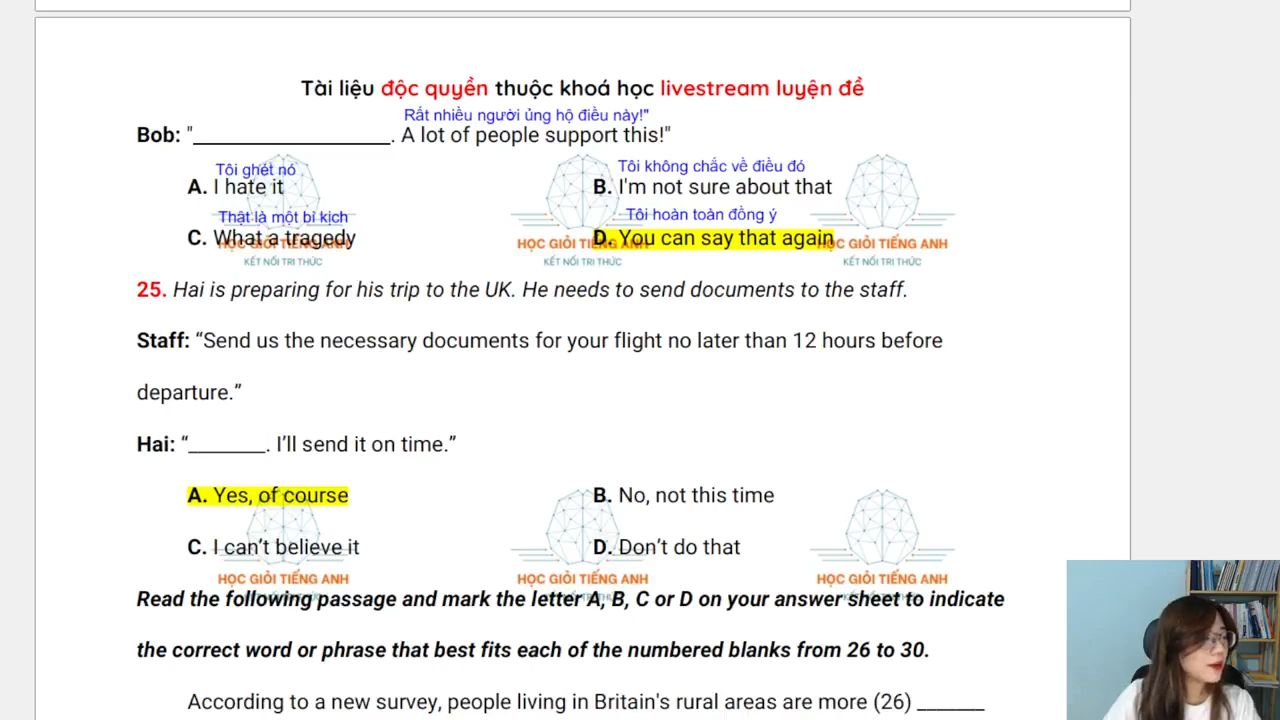 Tài liệu độc quyền thuộc khoá học livestream luyện đề
Rất nhiều người ủng hộ điều này!"
Bob: "__________________. A lot of people support this!"
Tôi ghét nó
Tôi không chắc về điều đó
A. I hate it
B. I'm not sure about that
Thật là một bi kịch
Tôi hoàn toàn đồng ý
C. What a tragedy
D. You can say that again
HỌC GIỎI TIẾNG ANH
HỌC GIỎI TIẾNG ANH
HỌC GIỎI TIẾNG ANH
KẾT NỐI TRI THỨC
KẾT NỐI TRI THỨC
KẾT NỐI TRI THỨC
25. Hai is preparing for his trip to the UK. He needs to send documents to the staff.
Staff: “Send us the necessary documents for your flight no later than 12 hours before
departure.”
Hai: “_______. I’ll send it on time.”
A. Yes, of course
B. No, not this time
C. I can’t believe it
D. Don’t do that
HỌC GIỎI TIẾNG ANH
HỌC GIỎI TIẾNG ANH
HỌC GIỎI TIẾNG ANH
Read the following passage and mark the letter A, B, C or D on your answer sheet to indicate
the correct word or phrase that best fits each of the numbered blanks from 26 to 30.
According to a new survey, people living in Britain's rural areas are more (26) ______